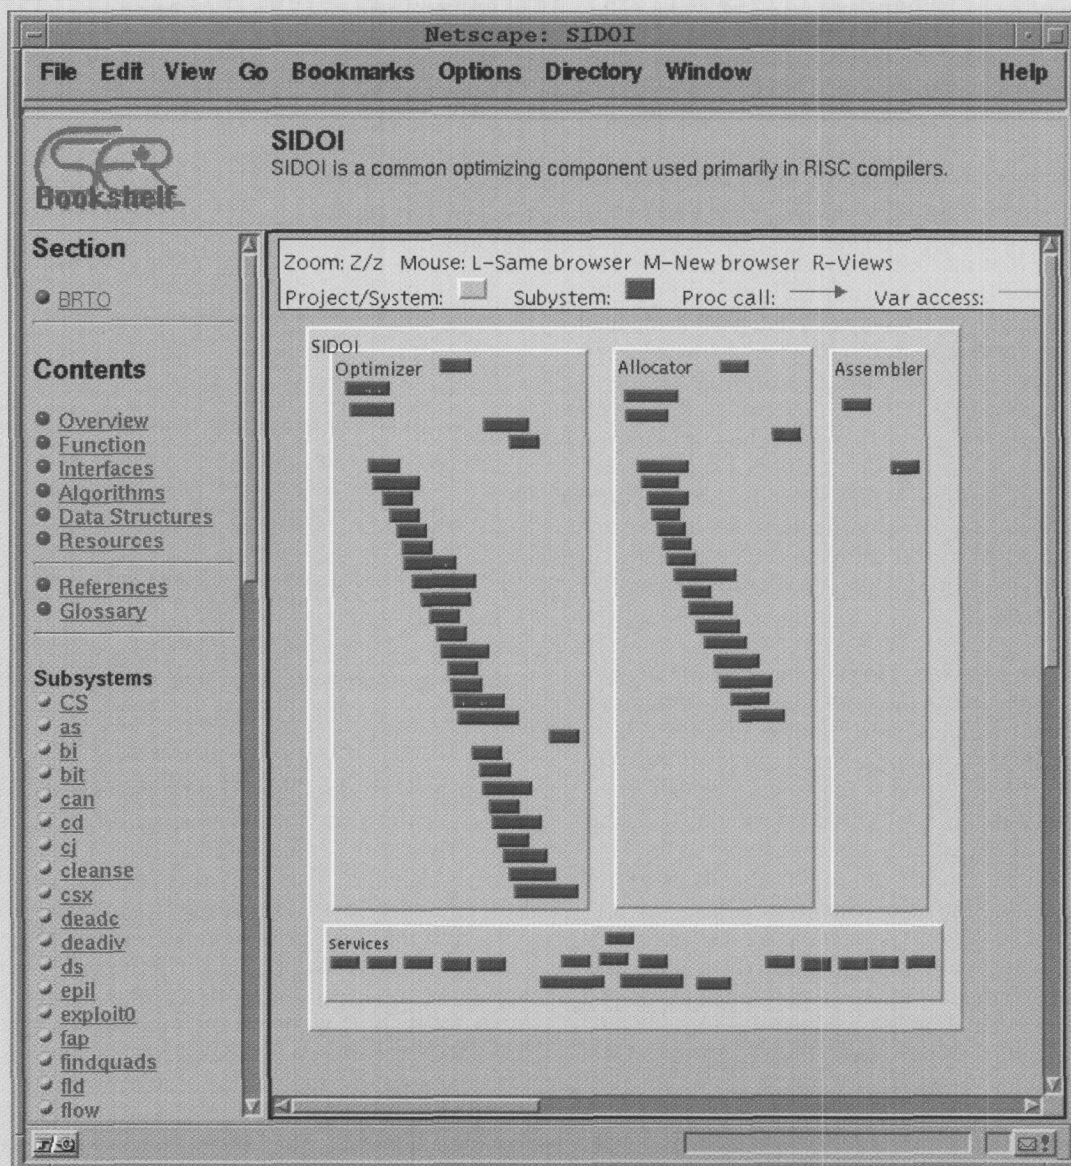 Netscape: SIDOI
File Edit View Go Bookmarks Options Directory Window Help
SER
Bookshelf
SIDOI
SIDOI is a common optimizing component used primarily in RISC compilers.
Section
BRTO
Contents
Overview
Function
Interfaces
Algorithms
Data Structures
Resources
References
Glossary
Subsystems
CS
as
bi
bit
can
cd
cj
cleanse
csx
deadc
deadiv
ds
epil
exploit0
fap
findquads
fld
flow
Zoom: Z/z Mouse: L-Same browser M-New browser R-Views
Project/System: Subystem: Proc call: Var access:
SIDOI
Optimizer
Allocator
Assembler
Services